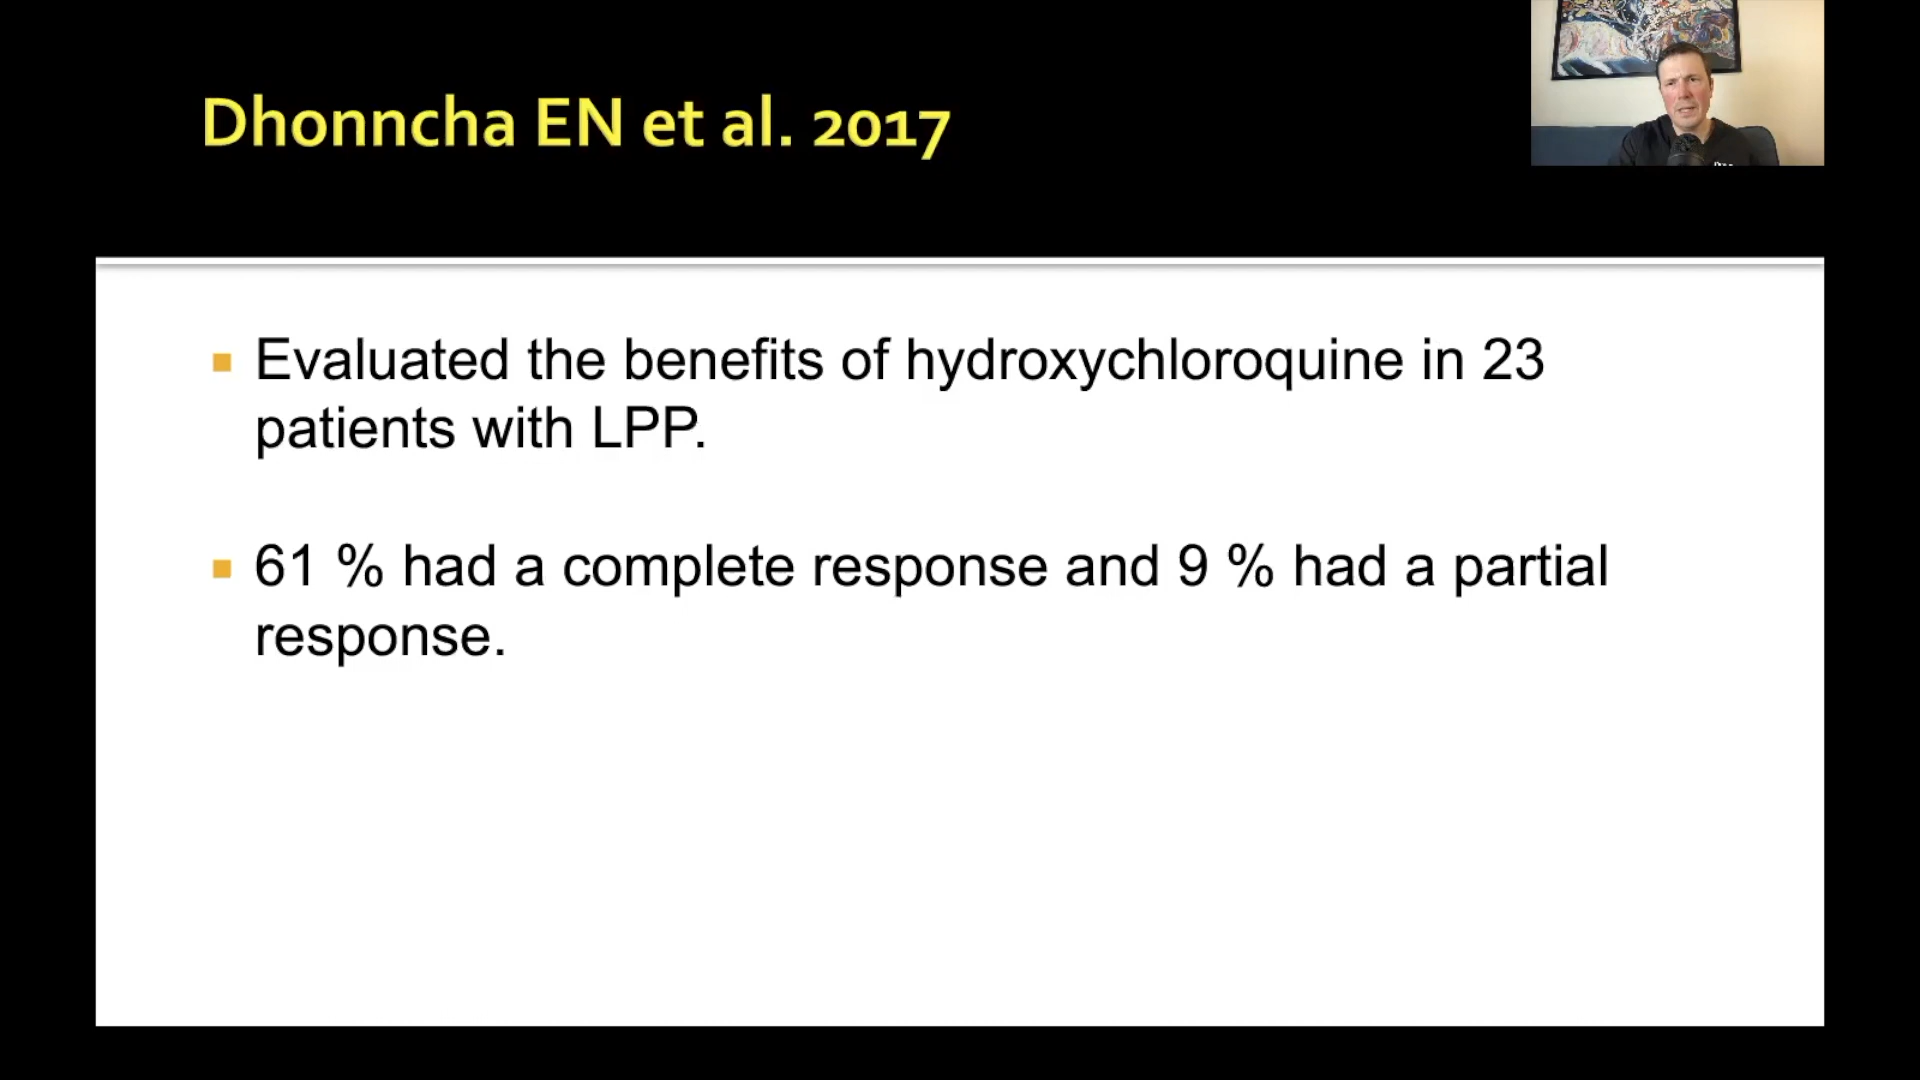 Dhonncha EN et al. 2017
Evaluated the benefits of hydroxychloroquine in 23
patients with LPP.
61 % had a complete response and 9 % had a partial
response.